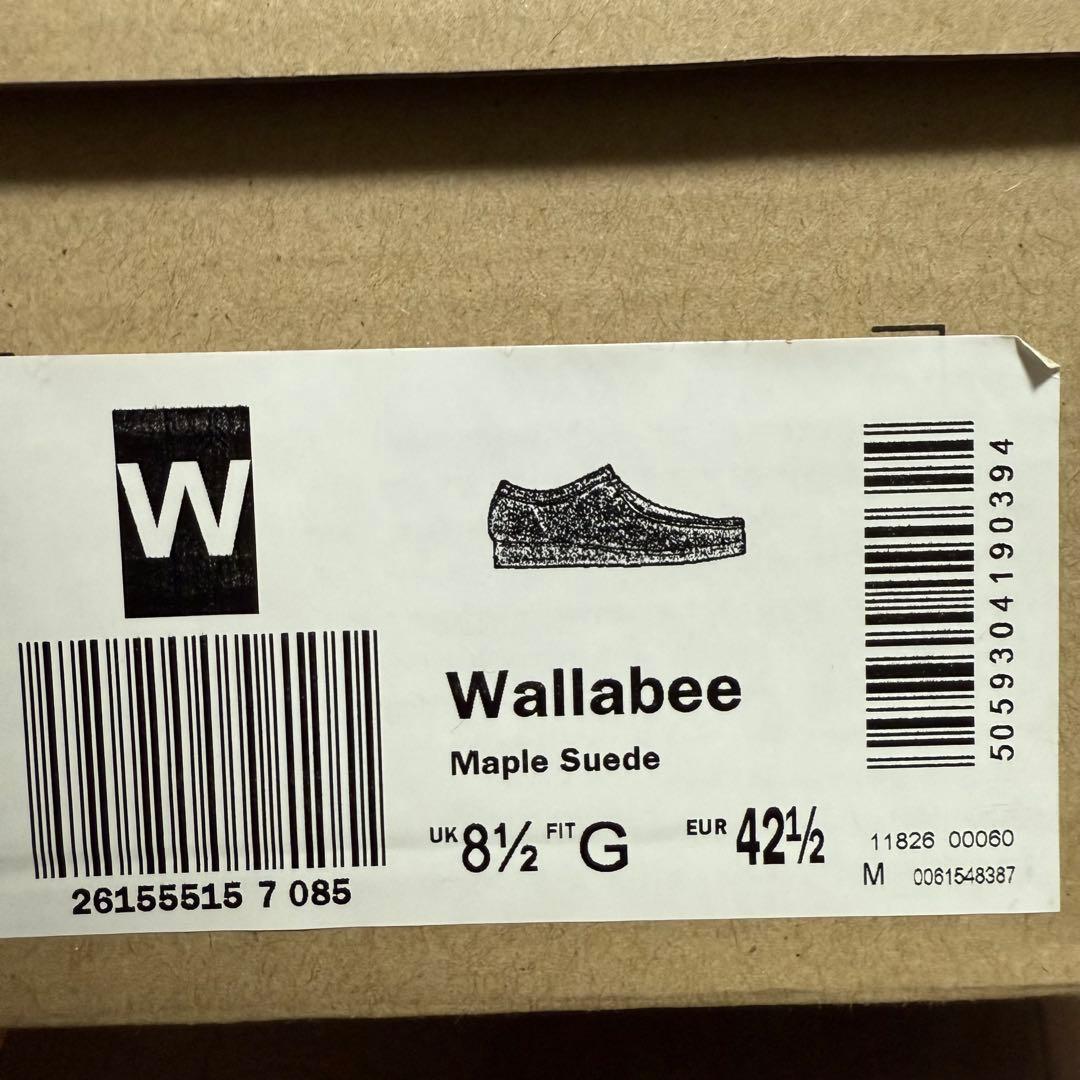 W
26155515 7 085
Wallabee
Maple Suede
UK 8½ FIT G EUR 42½
5059304190394
11826 00060
M 0061548387